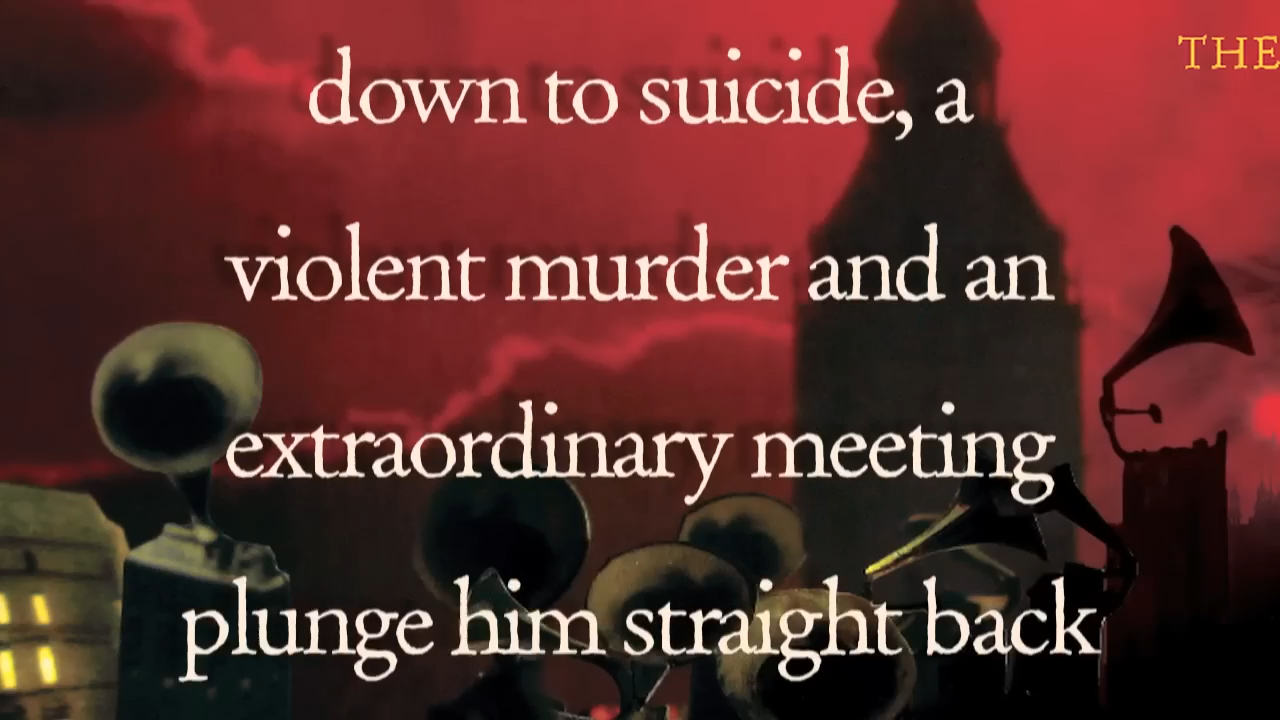 THE
down to suicide, a
violent murder and an
extraordinary meeting
plunge him straight back